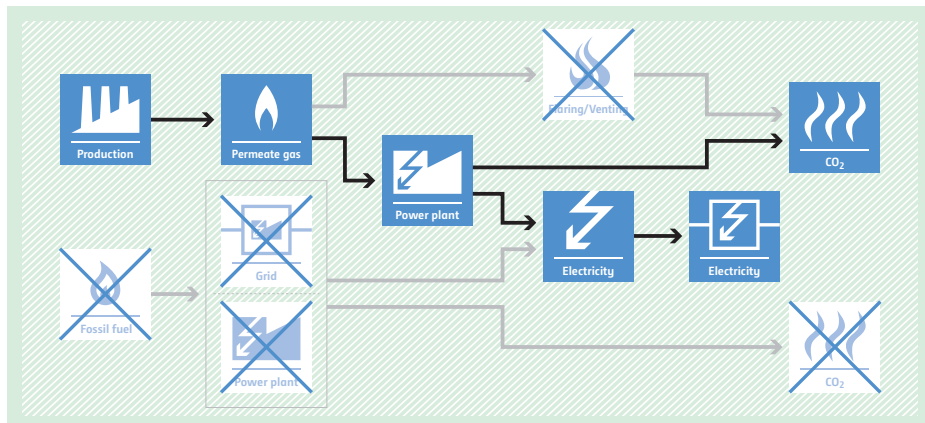 Flaring/Venting
Production
Permeate gas
CO₂
Power plant
Grid
Electricity
Electricity
Fossil fuel
Power plant
CO₂